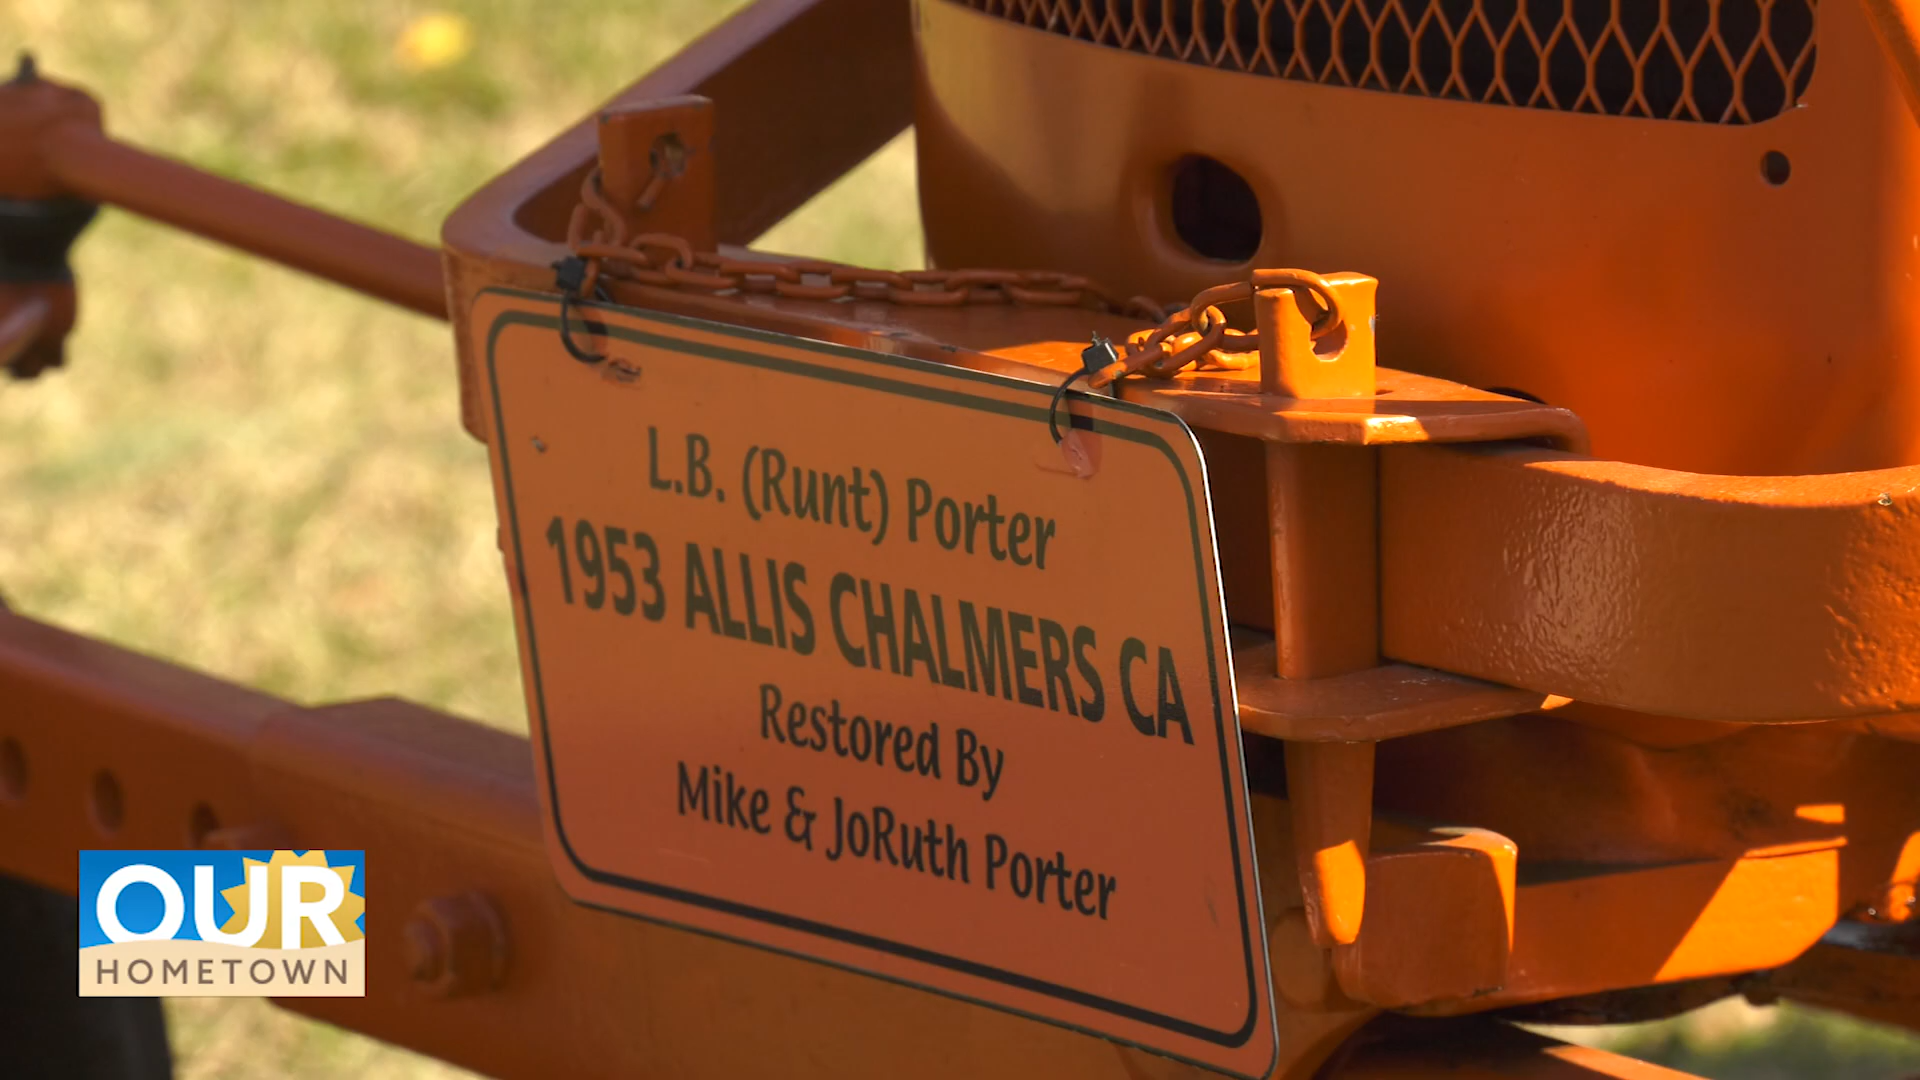 L.B. (Runt) Porter
1953 ALLIS CHALMERS CA
Restored By
Mike & JoRuth Porter
OUR
HOMETOWN